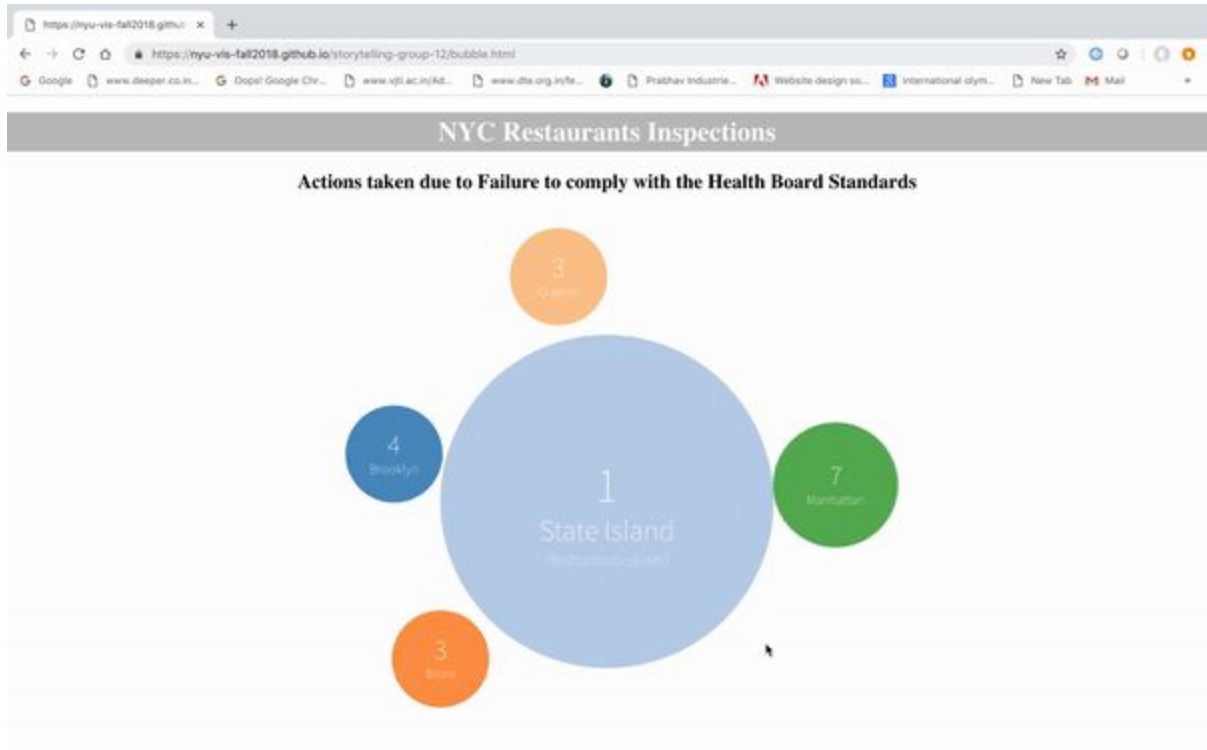 https://nyu-vis-fall2018.github.
https://nyu-vis-fall2018.github.io/storytelling-group-12/bubble.html
Google www.deeper.co.in... Oops! Google Chr... www.vjti.ac.in/Ad... www.dte.org.in/fe... Prabhav Industrie... Website design so... International olym... New Tab Mail
NYC Restaurants Inspections
Actions taken due to Failure to comply with the Health Board Standards
3
Queens
4
Brooklyn
1
State Island
Restaurants closed
7
Manhattan
3
Bronx